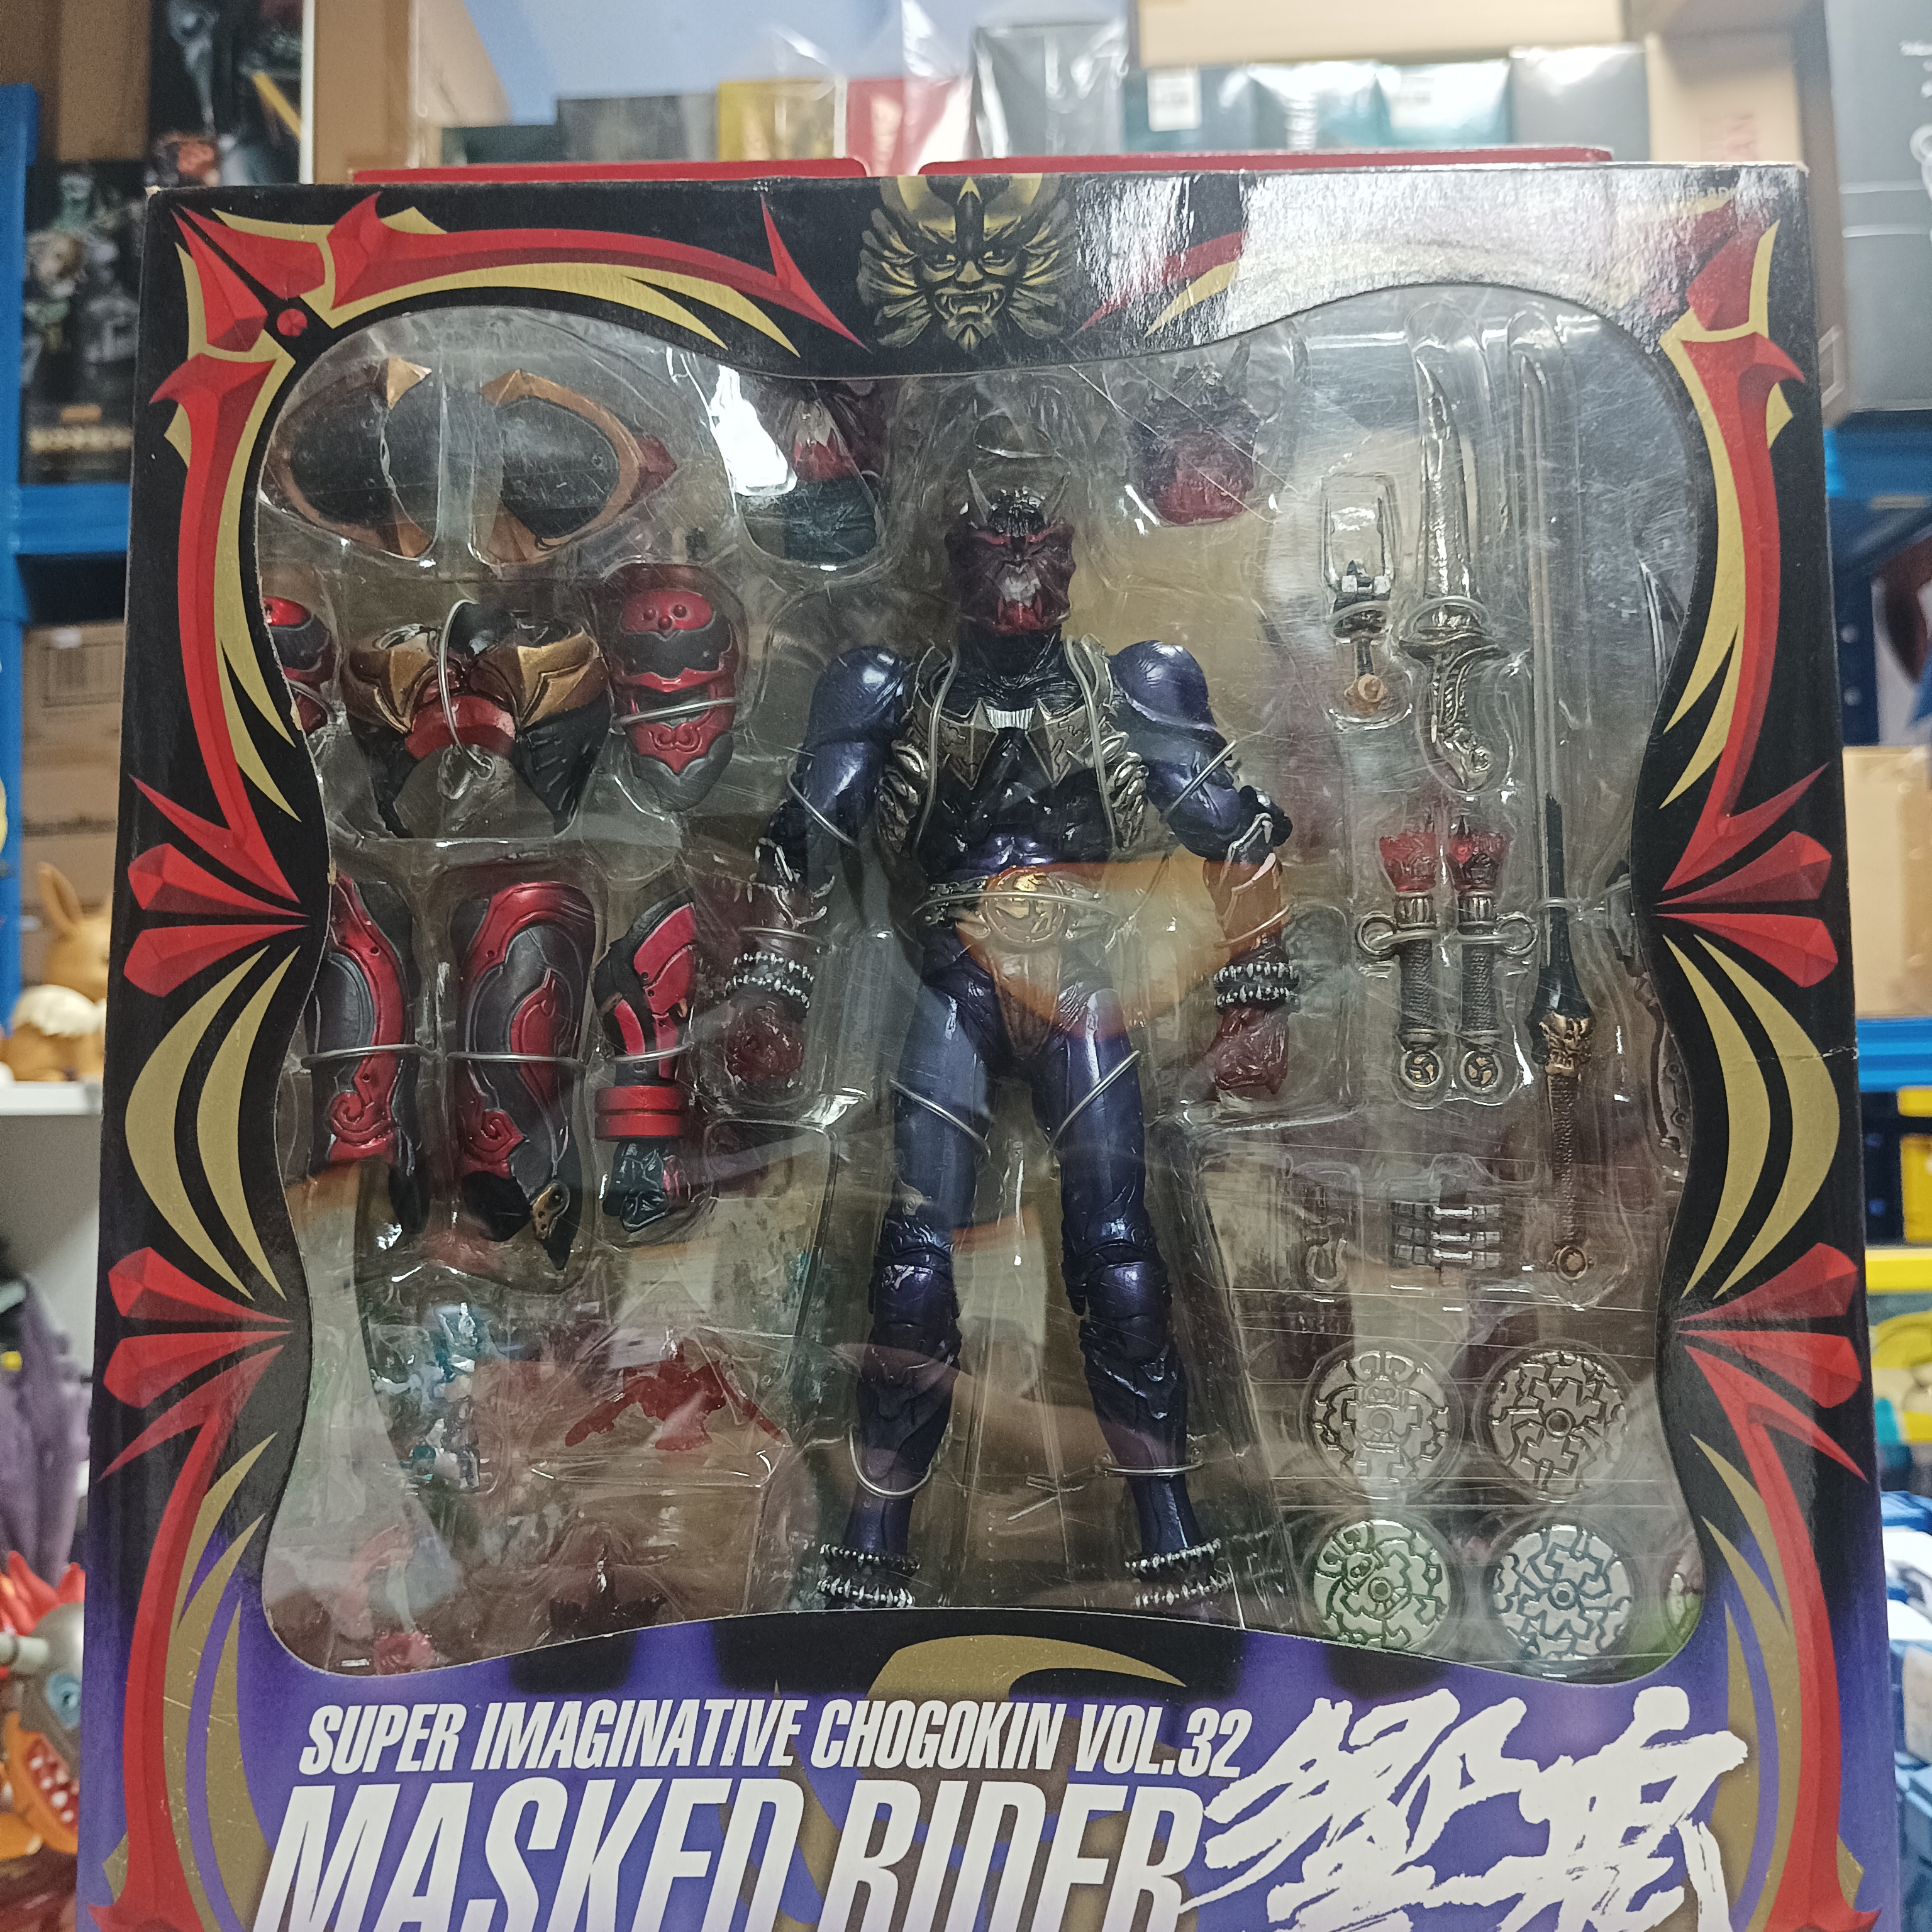 SUPER IMAGINATIVE CHOGOKIN VOL.32
MASKED RIDER 響鬼